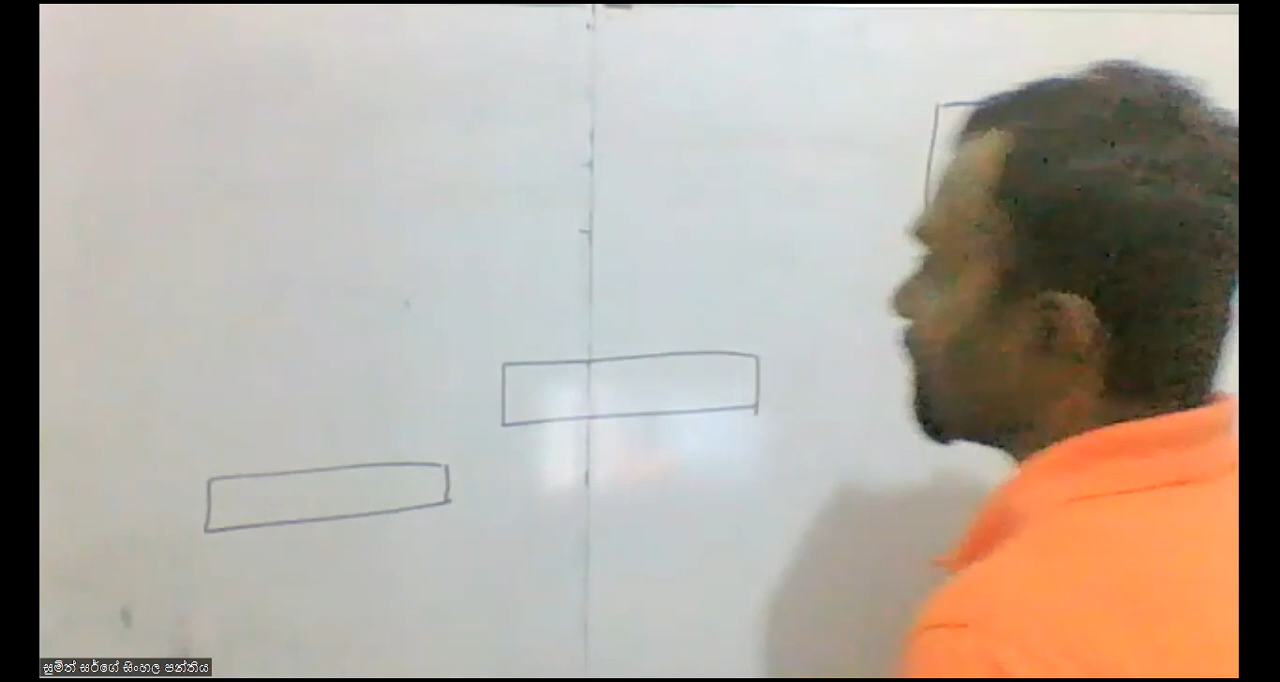 සුමිත් සර්ගේ සිංහල පන්තිය